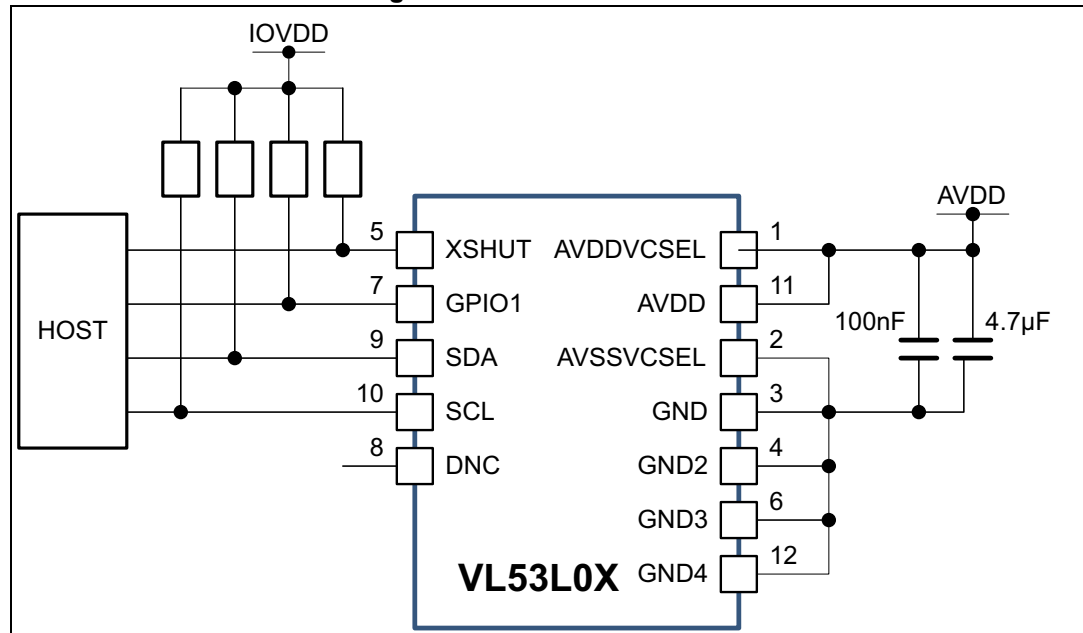 IOVDD
AVDD
HOST
5
XSHUT
7
GPIO1
9
SDA
10
SCL
8
DNC
AVDDVCSEL
1
AVDD
11
AVSSVCSEL
2
GND
3
GND2
4
GND3
6
GND4
12
100nF
4.7µF
VL53L0X